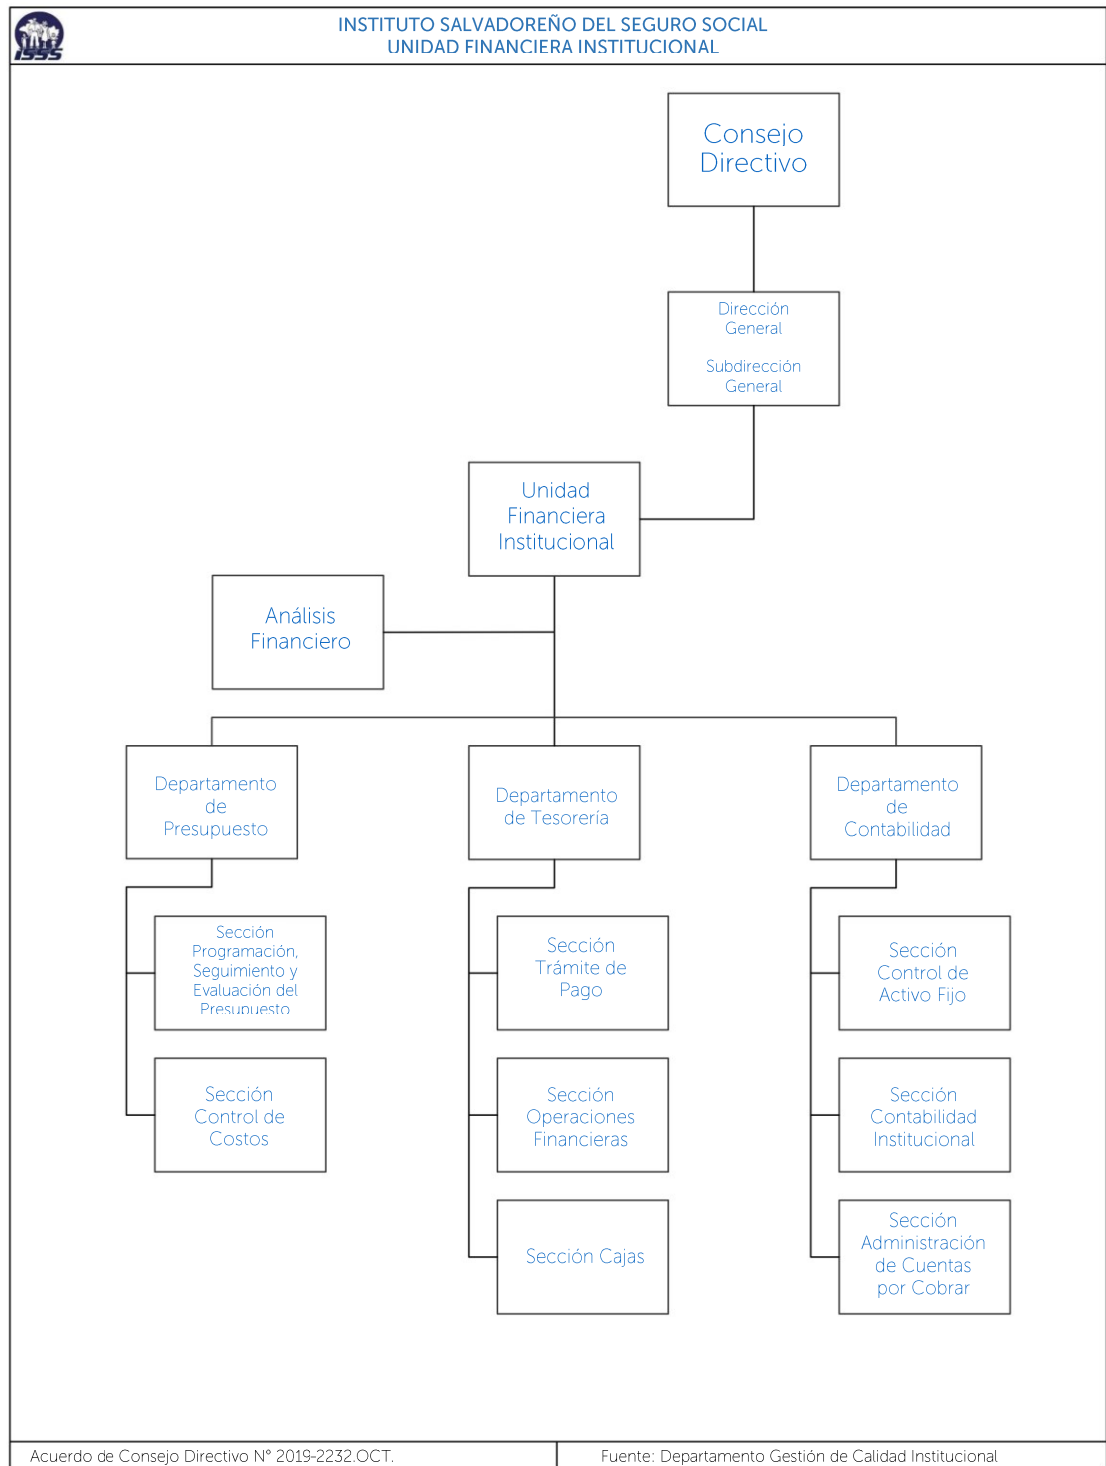 INSTITUTO SALVADOREÑO DEL SEGURO SOCIAL
UNIDAD FINANCIERA INSTITUCIONAL
ISSS
Consejo
Directivo
Dirección
General
Subdirección
General
Unidad
Financiera
Institucional
Análisis
Financiero
Departamento
de
Presupuesto
Departamento
de Tesorería
Departamento
de
Contabilidad
Sección
Programación,
Seguimiento y
Evaluación del
Presupuesto
Sección
Trámite de
Pago
Sección
Control de
Activo Fijo
Sección
Control de
Costos
Sección
Operaciones
Financieras
Sección
Contabilidad
Institucional
Sección Cajas
Sección
Administración
de Cuentas
por Cobrar
Acuerdo de Consejo Directivo N° 2019-2232.OCT.
Fuente: Departamento Gestión de Calidad Institucional